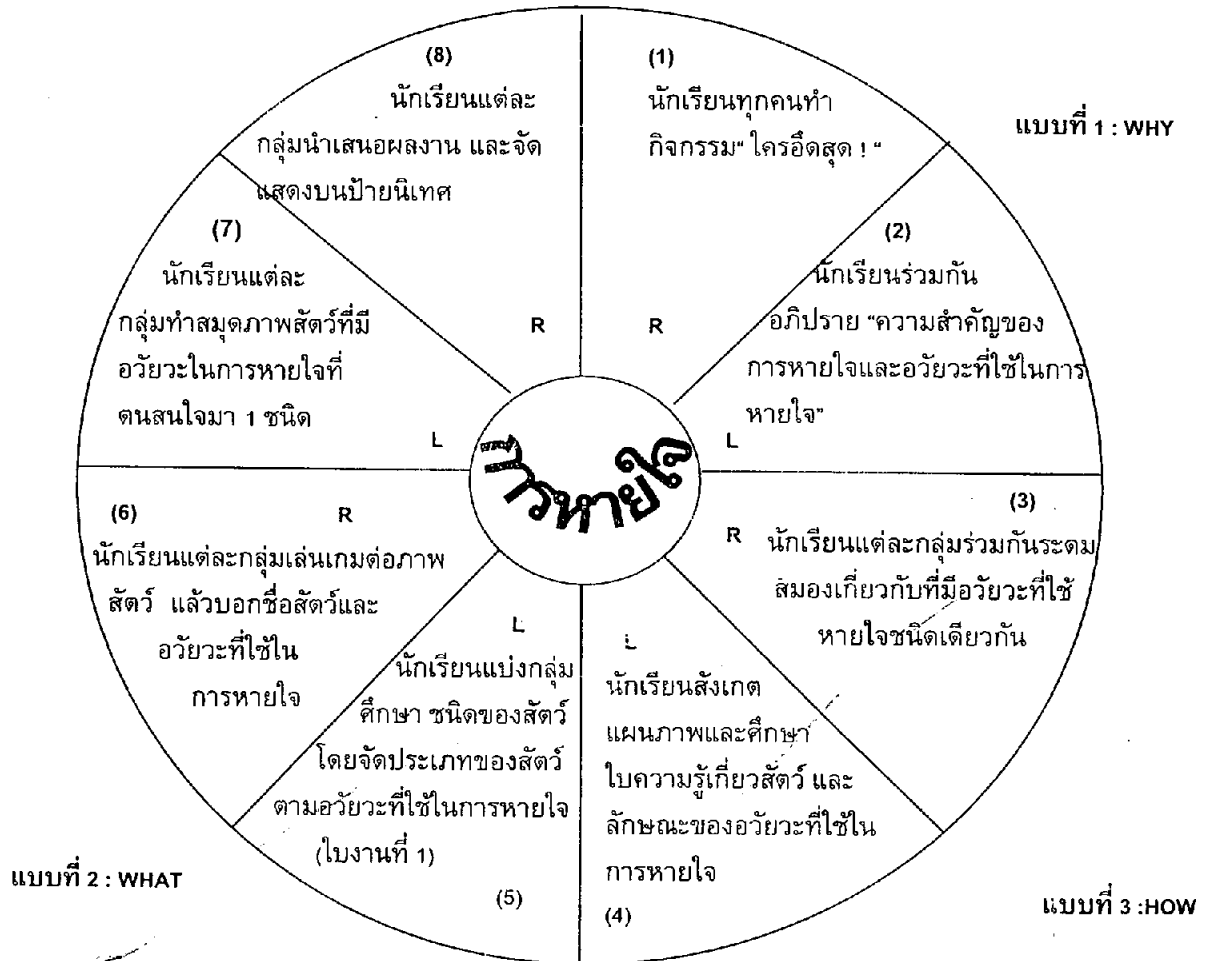 (1)
นักเรียนทุกคนทำ
กิจกรรม" ใครอึดสุด ! "
แบบที่ 1 : WHY
R
(2)
นักเรียนร่วมกัน
อภิปราย "ความสำคัญของ
การหายใจและอวัยวะที่ใช้ในการ
หายใจ"
L
(3)
R
นักเรียนแต่ละกลุ่มร่วมกันระดม
สมองเกี่ยวกับที่มีอวัยวะที่ใช้
หายใจชนิดเดียวกัน
L
นักเรียนสังเกต
แผนภาพและศึกษา
ใบความรู้เกี่ยวสัตว์ และ
ลักษณะของอวัยวะที่ใช้ใน
การหายใจ
(4)
แบบที่ 3 :HOW
L
นักเรียนแบ่งกลุ่ม
ศึกษา ชนิดของสัตว์
โดยจัดประเภทของสัตว์
ตามอวัยวะที่ใช้ในการหายใจ
(ใบงานที่ 1)
(5)
แบบที่ 2 : WHAT
(6)
R
นักเรียนแต่ละกลุ่มเล่นเกมต่อภาพ
สัตว์ แล้วบอกชื่อสัตว์และ
อวัยวะที่ใช้ใน
การหายใจ
(7)
นักเรียนแต่ละ
กลุ่มทำสมุดภาพสัตว์ที่มี
อวัยวะในการหายใจที่
ตนสนใจมา 1 ชนิด
L
(8)
นักเรียนแต่ละ
กลุ่มนำเสนอผลงาน และจัด
แสดงบนป้ายนิเทศ
R
การหายใจ